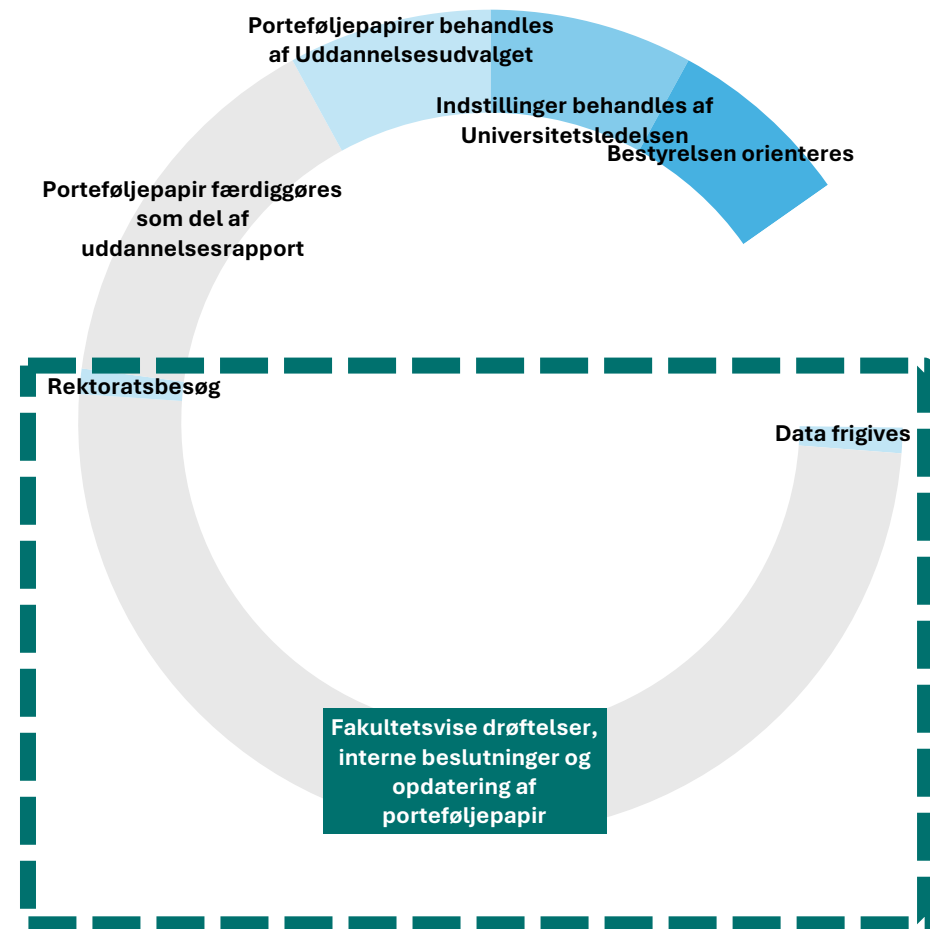 Porteføljepapirer behandles
af Uddannelsesudvalget
Indstillinger behandles af
Universitetsledelsen
Bestyrelsen orienteres
Porteføljepapir færdiggøres
som del af
uddannelsesrapport
Rektoratsbesøg
Data frigives
Fakultetsvise drøftelser,
interne beslutninger og
opdatering af
porteføljepapir